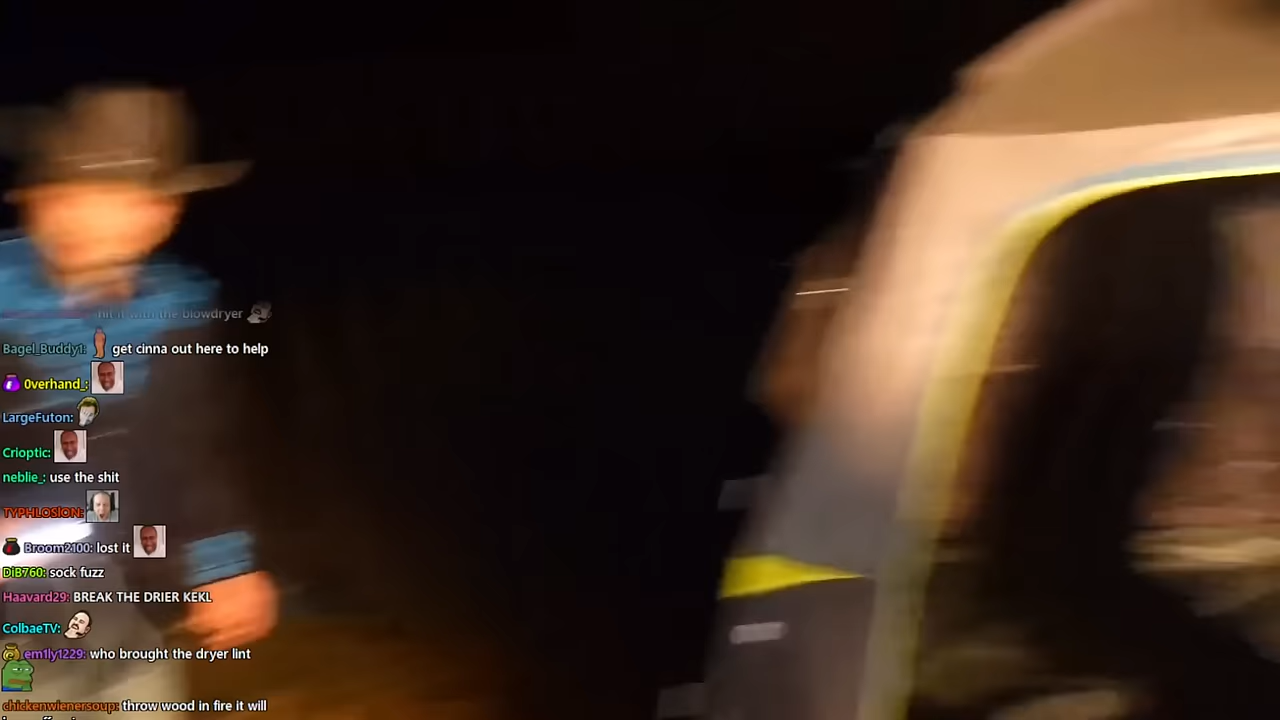 hit it with the blowdryer
Bagel_Buddy1: get cinna out here to help
0verhand_:
LargeFuton:
Crioptic:
neblie_: use the shit
TYPHLOSION:
Broom2100: lost it
DiB760: sock fuzz
Haavard29: BREAK THE DRIER KEKL
ColbaeTV:
em1ly1229: who brought the dryer lint
chickenwienersoup: throw wood in fire it will